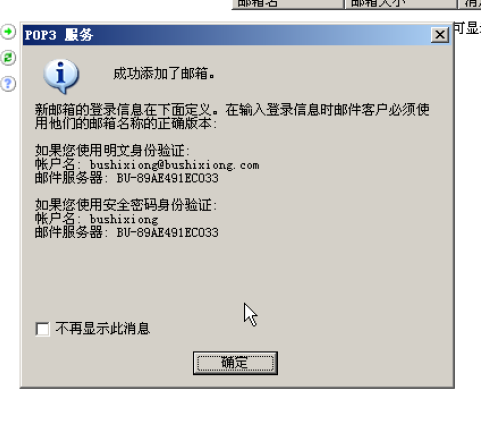 邮箱名 邮箱大小
可显
POP3 服务
成功添加了邮箱。
新邮箱的登录信息在下面定义。在输入登录信息时邮件客户必须使
用他们的邮箱名称的正确版本:
如果您使用明文身份验证:
帐户名: bushixiong@bushixiong.com
邮件服务器: BU-89AE491EC033
如果您使用安全密码身份验证:
帐户名: bushixiong
邮件服务器: BU-89AE491EC033
不再显示此消息
确定